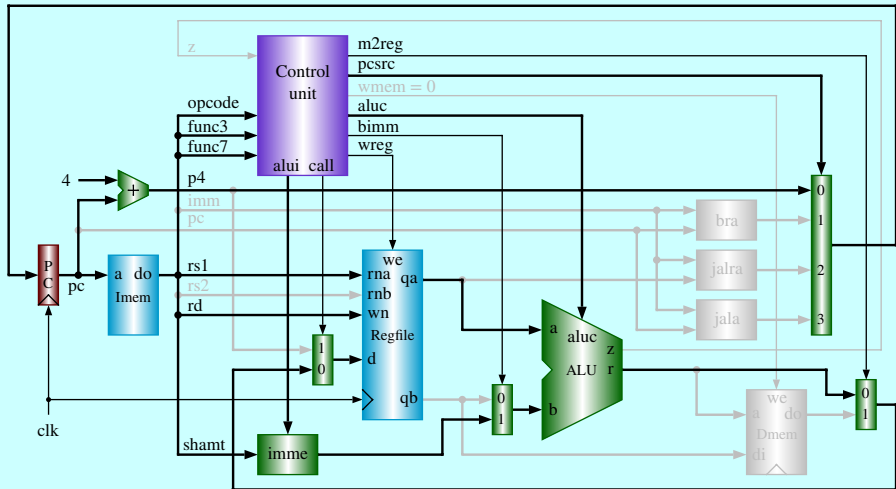 z
m2reg
pcsrc
Control
unit
wmem = 0
opcode
aluc
func3
bimm
func7
wreg
alui call
4
+
p4
0
imm
1
pc
bra
P
C
pc
a do
Imem
rs1
rs2
rd
we
rna
qa
rnb
wn
Regfile
d
qb
1
0
jalra
2
jala
3
a
aluc
z
r
ALU
b
0
1
we
a do
Dmem
di
0
1
clk
shamt
imme